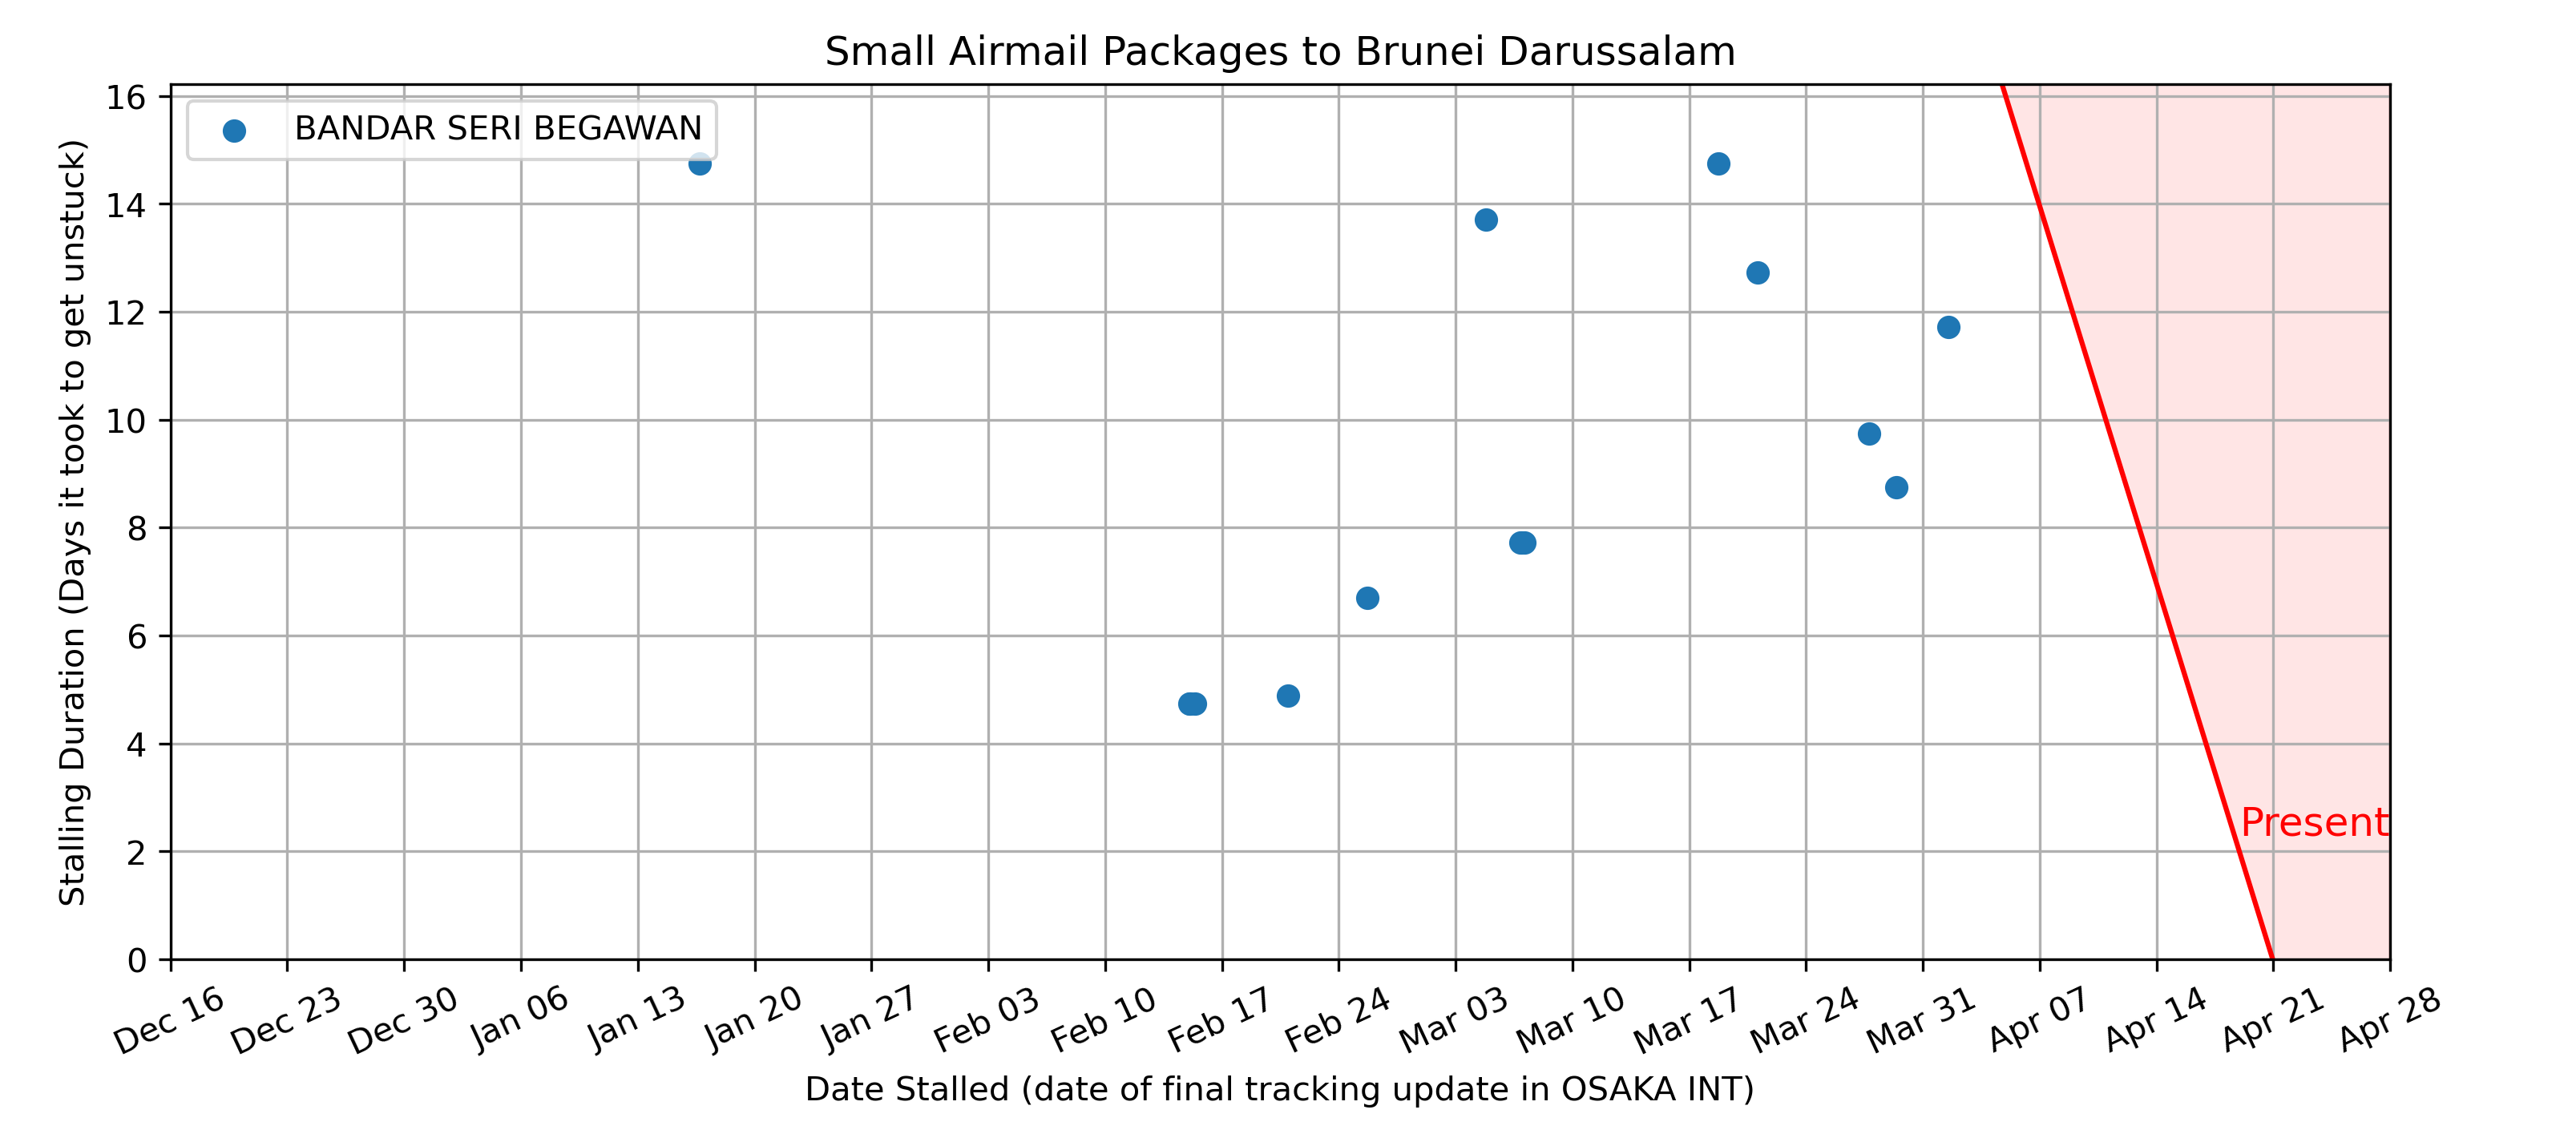 Small Airmail Packages to Brunei Darussalam
BANDAR SERI BEGAWAN
Stalling Duration (Days it took to get unstuck)
16
14
12
10
8
6
4
2
0
Present
Dec 16
Dec 23
Dec 30
Jan 06
Jan 13
Jan 20
Jan 27
Feb 03
Feb 10
Feb 17
Feb 24
Mar 03
Mar 10
Mar 17
Mar 24
Mar 31
Apr 07
Apr 14
Apr 21
Apr 28
Date Stalled (date of final tracking update in OSAKA INT)